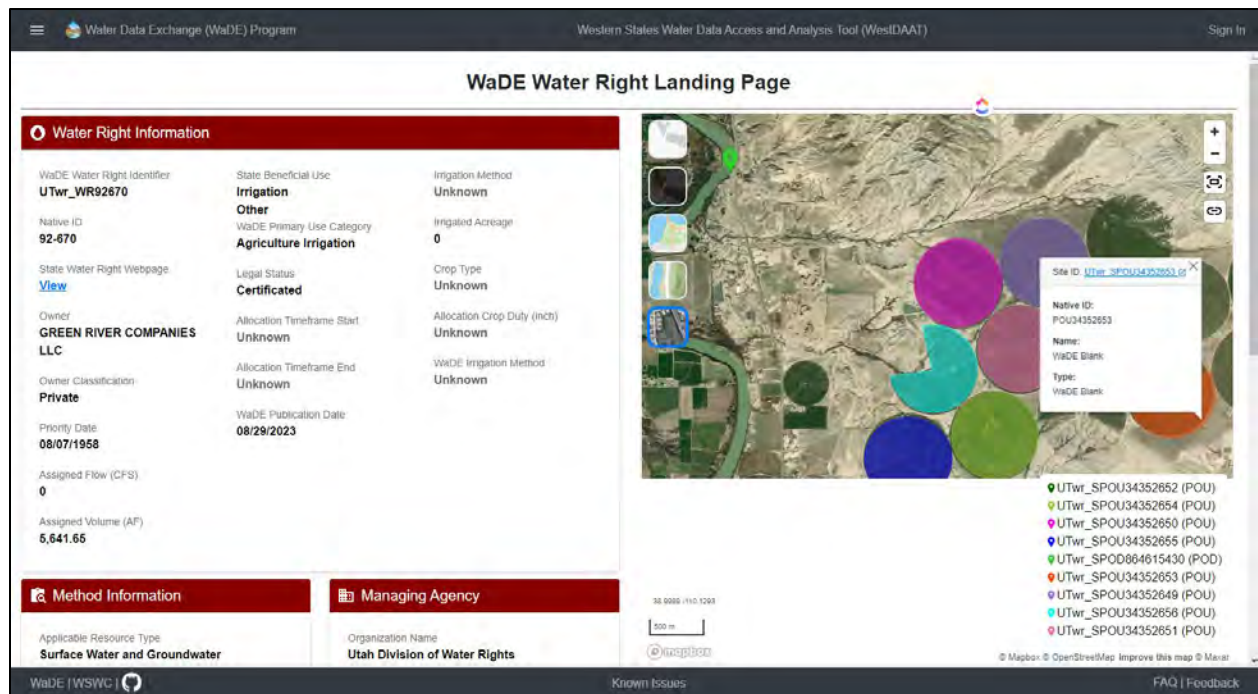 Water Data Exchange (WaDE) Program
Western States Water Data Access and Analysis Tool (WestDAAT)
Sign In
WaDE Water Right Landing Page
Water Right Information
WaDE Water Right Identifier
UTwr_WR92670
Native ID
92-670
State Water Right Webpage
View
Owner
GREEN RIVER COMPANIES
LLC
Owner Classification
Private
Priority Date
08/07/1958
Assigned Flow (CFS)
0
Assigned Volume (AF)
5,641.65
State Beneficial Use
Irrigation
Other
WaDE Primary Use Category
Agriculture Irrigation
Legal Status
Certificated
Allocation Timeframe Start
Unknown
Allocation Timeframe End
Unknown
WaDE Publication Date
08/29/2023
Irrigation Method
Unknown
Irrigated Acreage
0
Crop Type
Unknown
Allocation Crop Duty (inch)
Unknown
WaDE Irrigation Method
Unknown
+
−
Site ID: UTwr_SPOU34352653
Native ID:
POU34352653
Name:
WaDE Blank
Type:
WaDE Blank
UTwr_SPOU34352652 (POU)
UTwr_SPOU34352654 (POU)
UTwr_SPOU34352650 (POU)
UTwr_SPOU34352655 (POU)
UTwr_SPOD864615430 (POD)
UTwr_SPOU34352653 (POU)
UTwr_SPOU34352649 (POU)
UTwr_SPOU34352656 (POU)
UTwr_SPOU34352651 (POU)
500 m
mapbox
© Mapbox © OpenStreetMap Improve this map © Maxar
Method Information
Applicable Resource Type
Surface Water and Groundwater
Managing Agency
Organization Name
Utah Division of Water Rights
WaDE | WSWC |
Known Issues
FAQ | Feedback